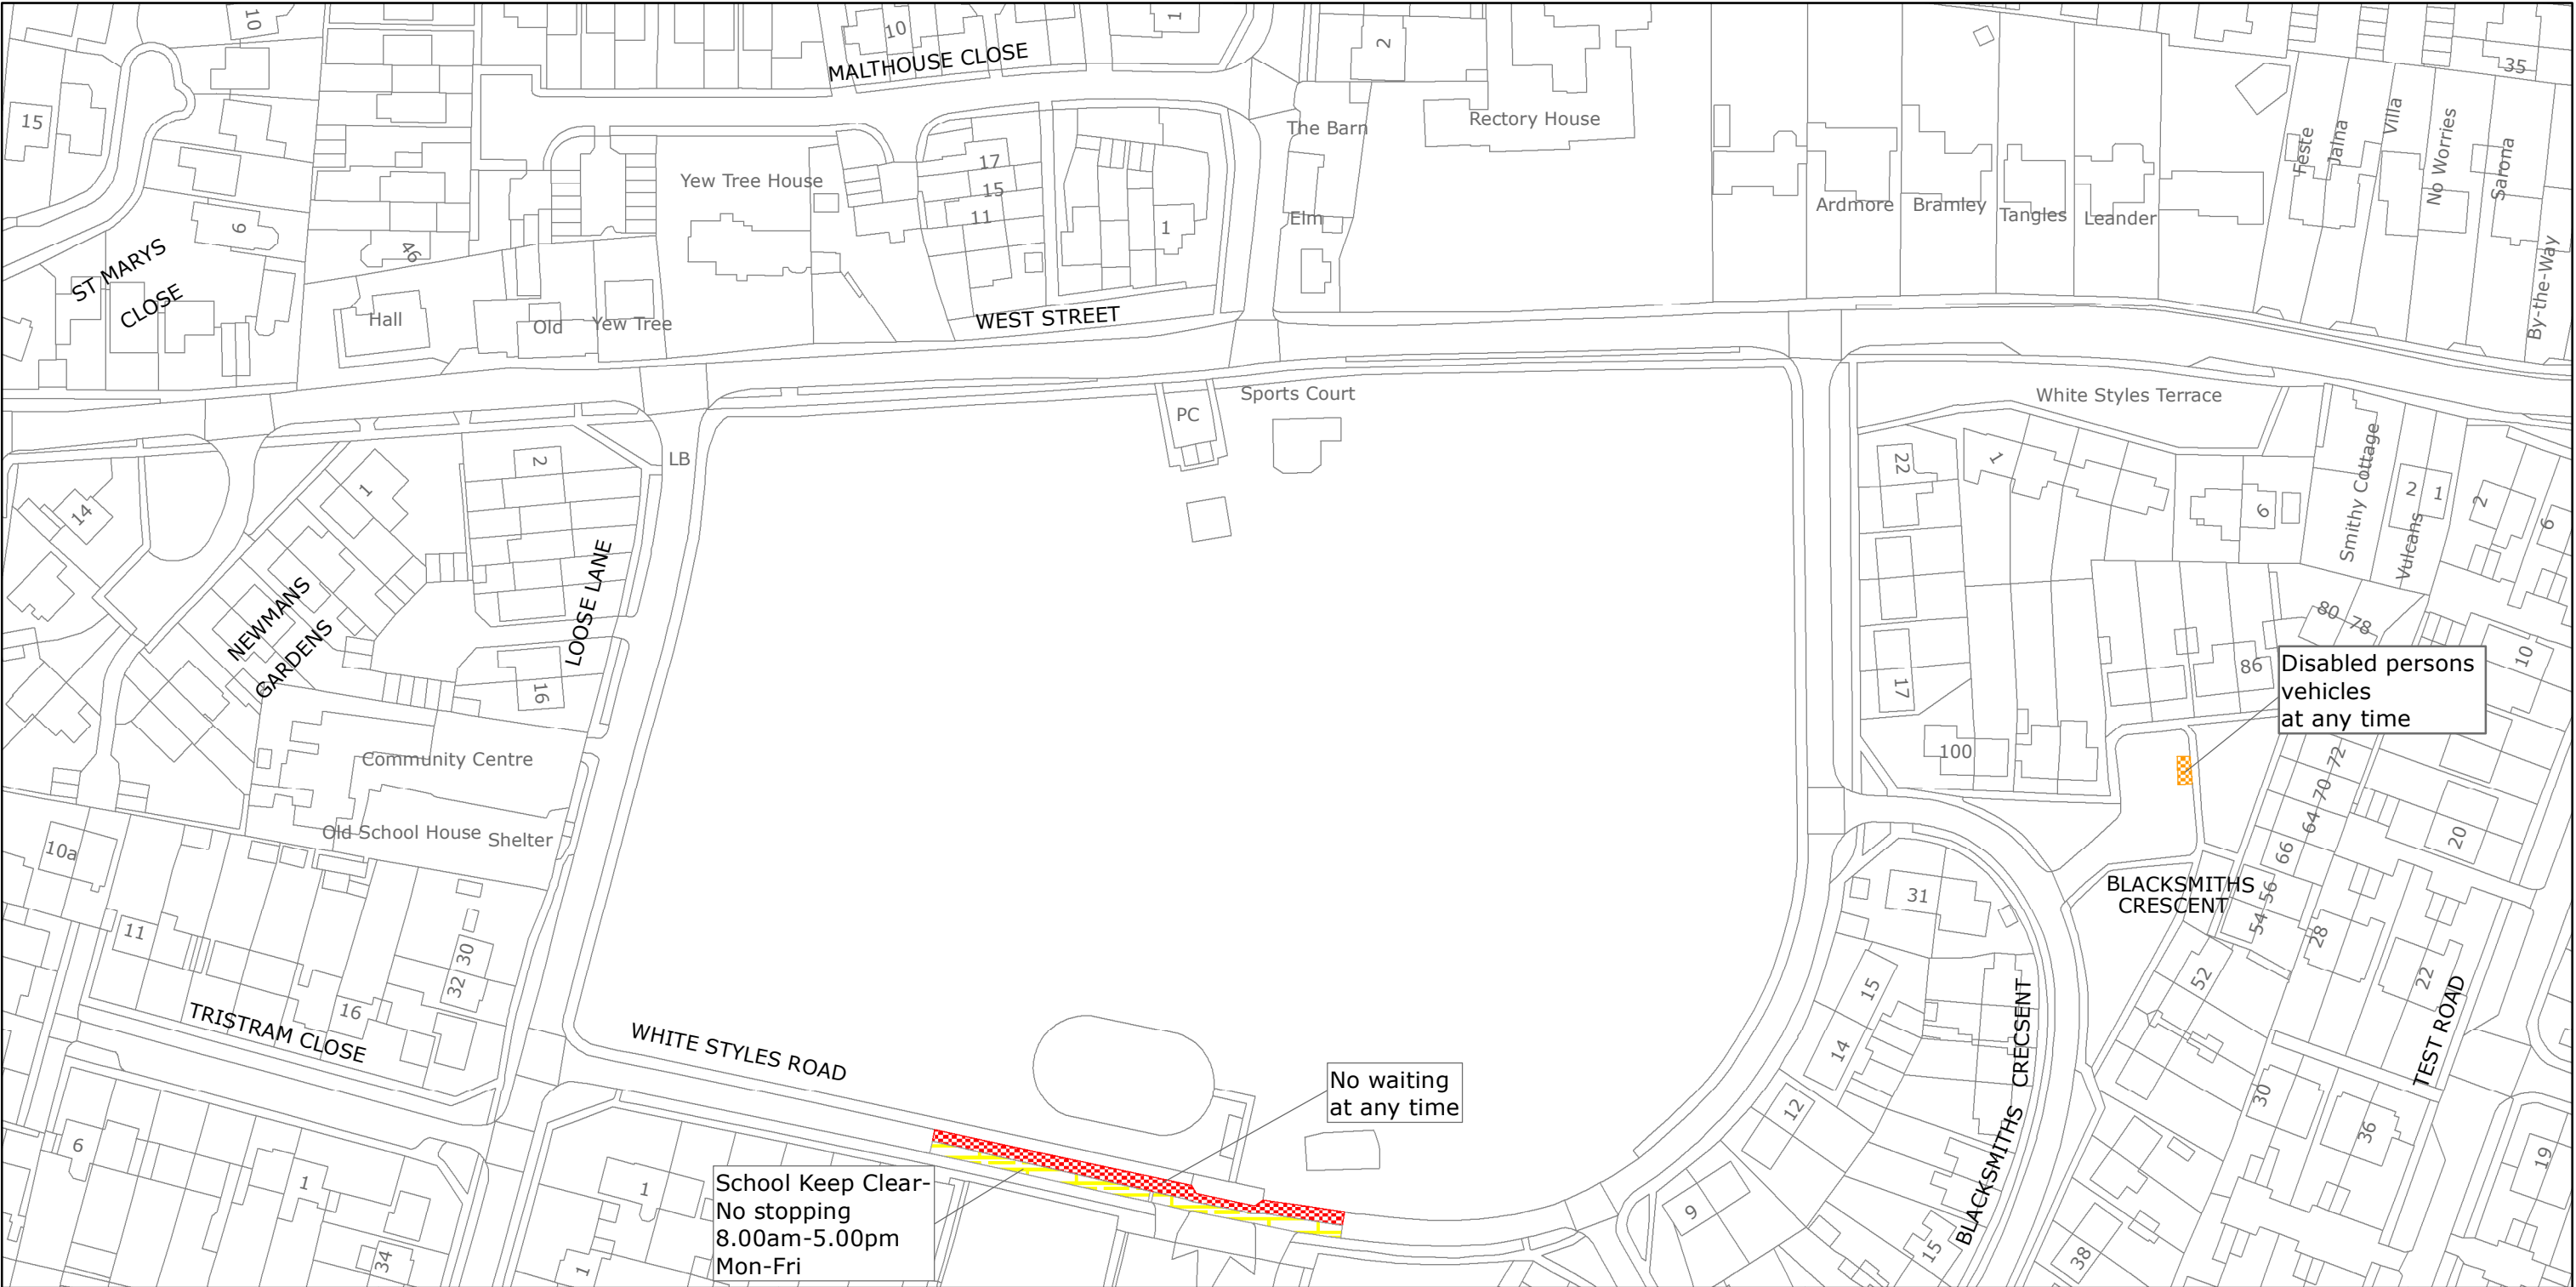 10
10
1
2
35
MALTHOUSE CLOSE
15
The Barn
Rectory House
Feste
Jalna
Villa
No Worries
Sarona
By-the-Way
Yew Tree House
17
15
11
1
Elm
Ardmore
Bramley
Tangles
Leander
6
46
ST MARYS
CLOSE
Hall
Old
Yew Tree
WEST STREET
PC
Sports Court
White Styles Terrace
LB
2
1
14
22
1
6
Smithy Cottage
2
1
Vulcans
2
6
NEWMANS
GARDENS
LOOSE LANE
16
17
80
78
86
10
Disabled persons
vehicles
at any time
Community Centre
Old School House
Shelter
100
72
70
64
66
20
10a
11
30
32
16
TRISTRAM CLOSE
WHITE STYLES ROAD
31
BLACKSMITHS
CRESCENT
56
54
28
52
22
TEST ROAD
15
14
12
9
BLACKSMITHS CRECSENT
30
36
19
38
15
No waiting
at any time
School Keep Clear-
No stopping
8.00am-5.00pm
Mon-Fri
6
1
34
1
1